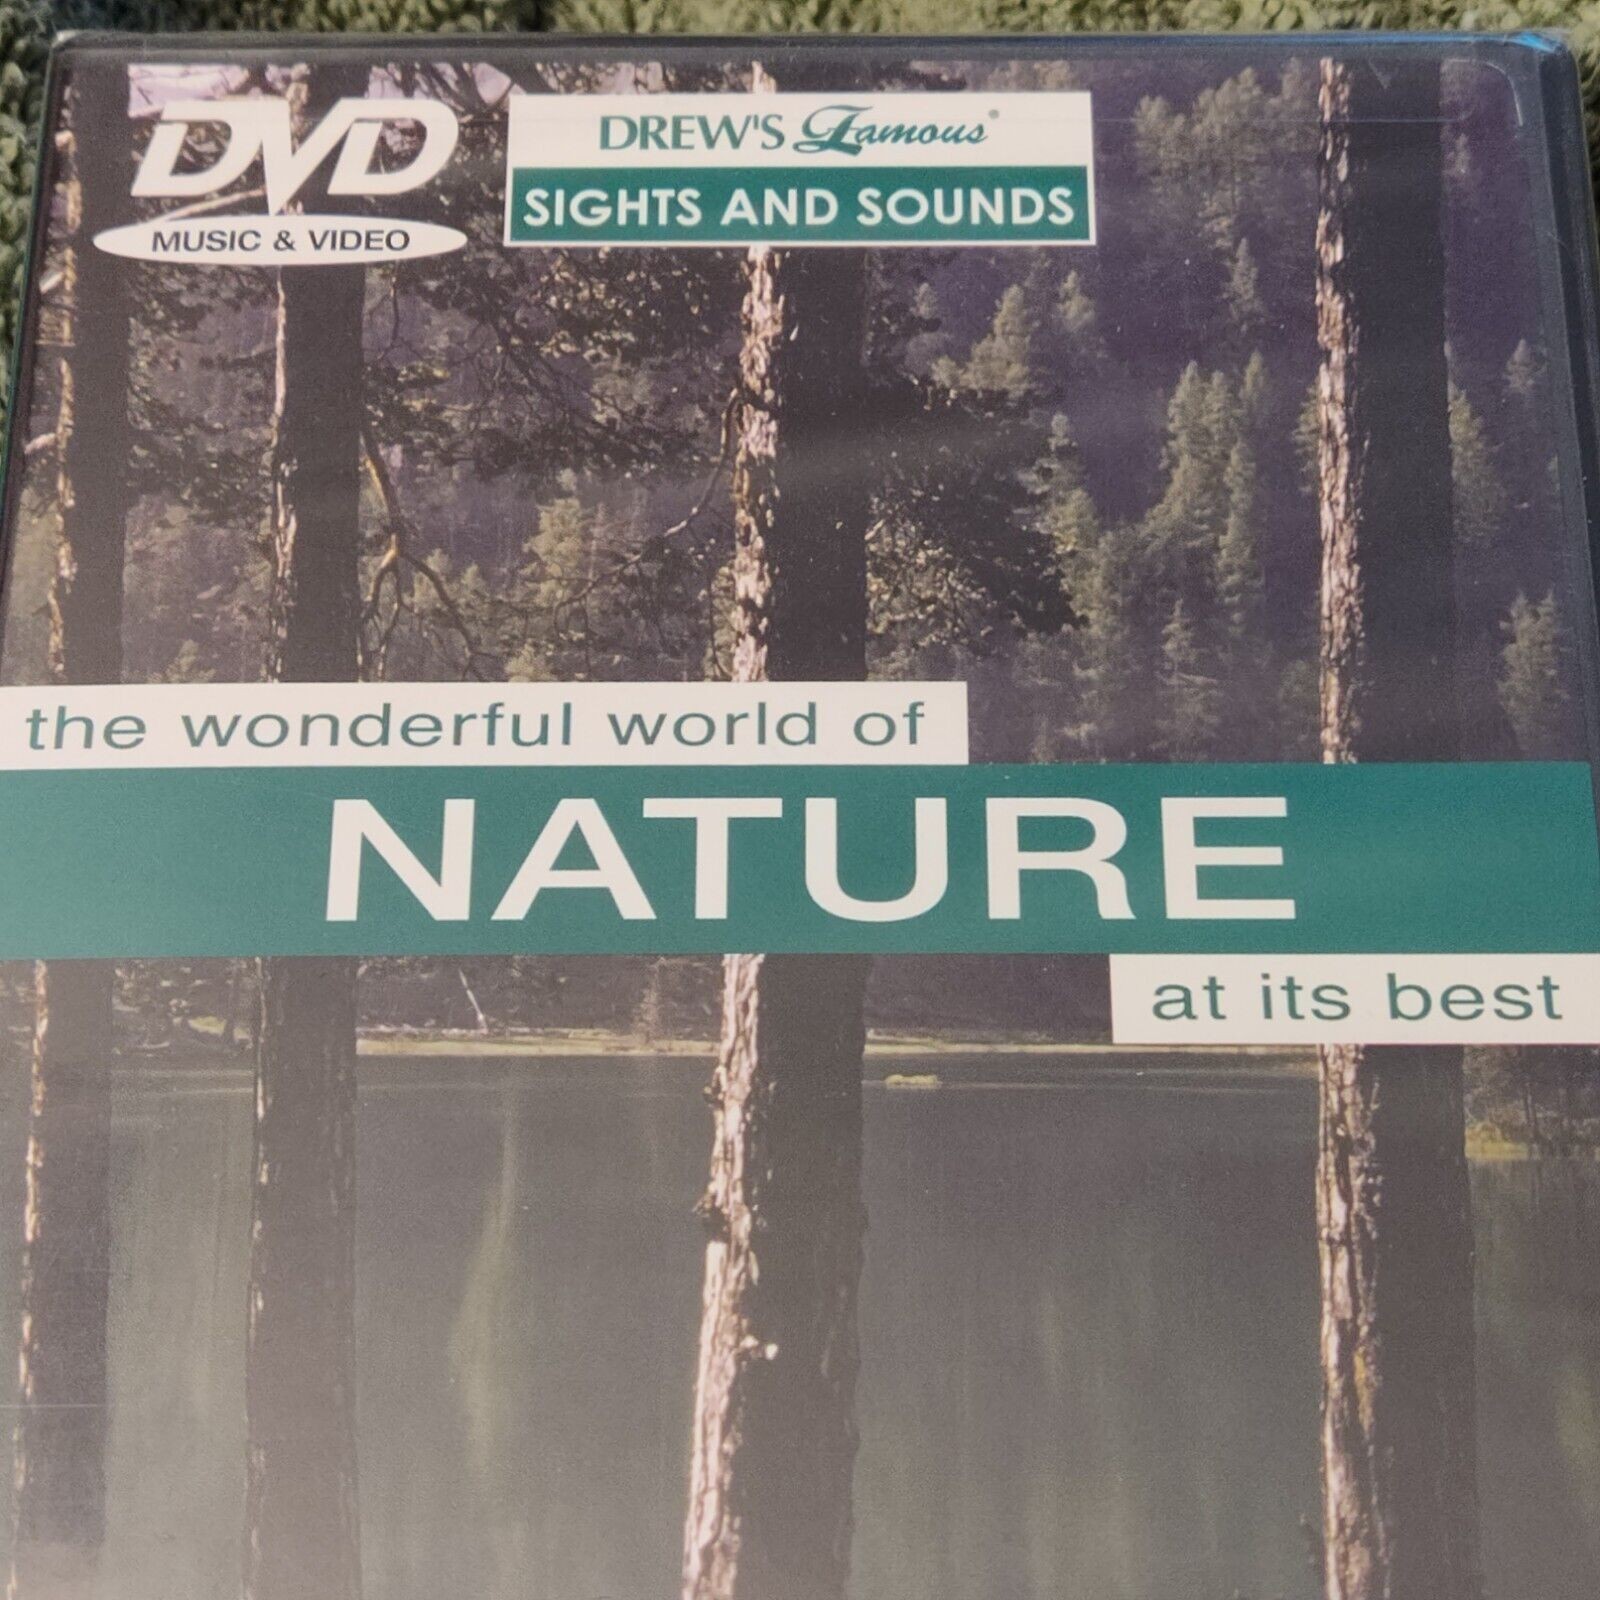 DVD
MUSIC & VIDEO
DREW'S Famous®
SIGHTS AND SOUNDS
the wonderful world of
NATURE
at its best